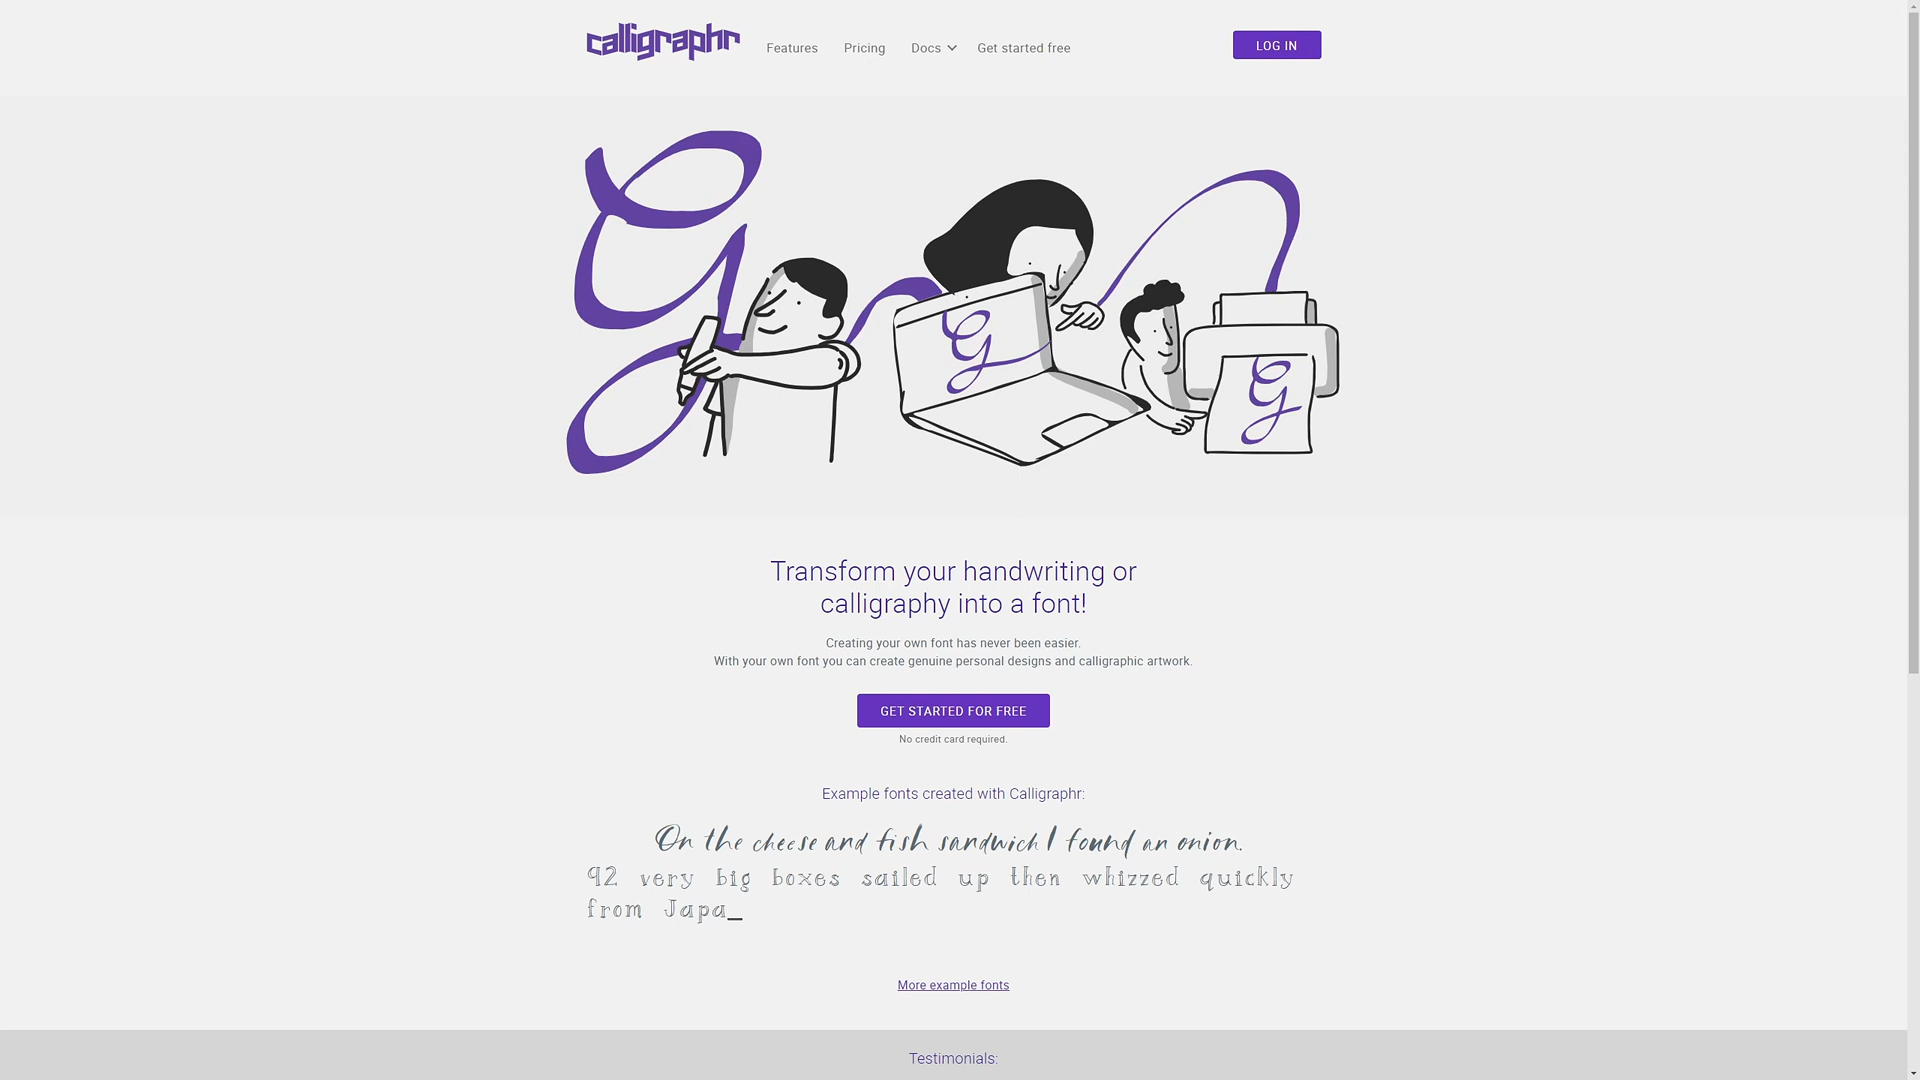 calligraphr
Features
Pricing
Docs
Get started free
LOG IN
G
G
G
Transform your handwriting or
calligraphy into a font!
Creating your own font has never been easier.
With your own font you can create genuine personal designs and calligraphic artwork.
GET STARTED FOR FREE
No credit card required.
Example fonts created with Calligraphr:
On the cheese and fish sandwich I found an onion.
92 very big boxes sailed up then whizzed quickly
from Japa_
More example fonts
Testimonials: